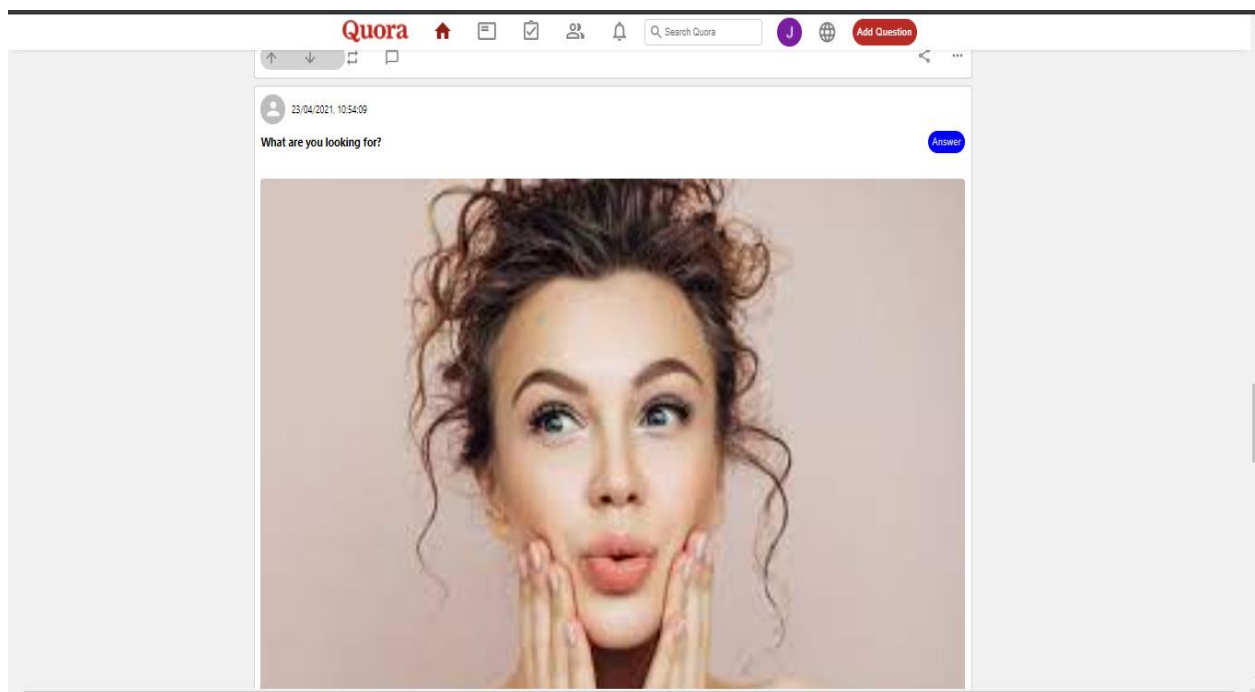 Quora
Search Quora
J
Add Question
23/04/2021, 10:54:09
What are you looking for?
Answer